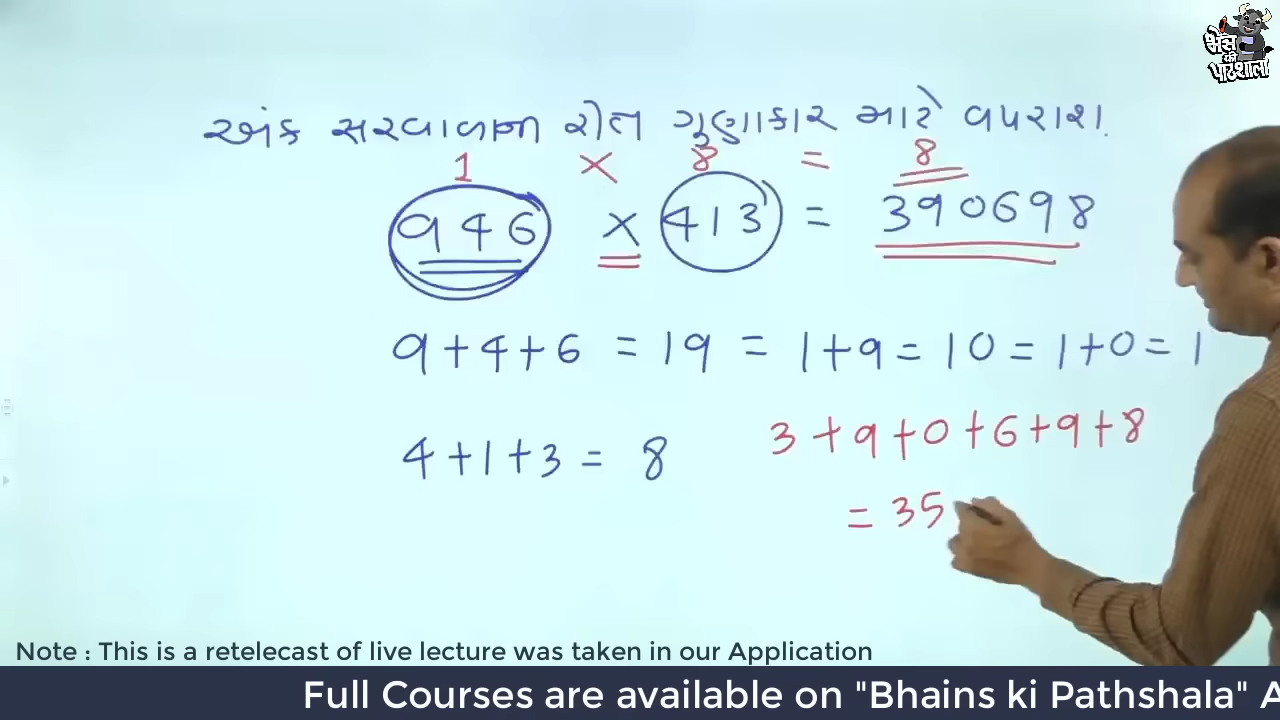 भैंस
की
पाठशाला
અંક સરવાળાની રીત ગુણાકાર માટે વપરાશ.
1 × 8 = 8
946 × 413 = 390698
9+4+6 = 19 = 1+9 = 10 = 1+0 = 1
4+1+3 = 8
3+9+0+6+9+8
= 35
Note : This is a retelecast of live lecture was taken in our Application
Full Courses are available on "Bhains ki Pathshala" A